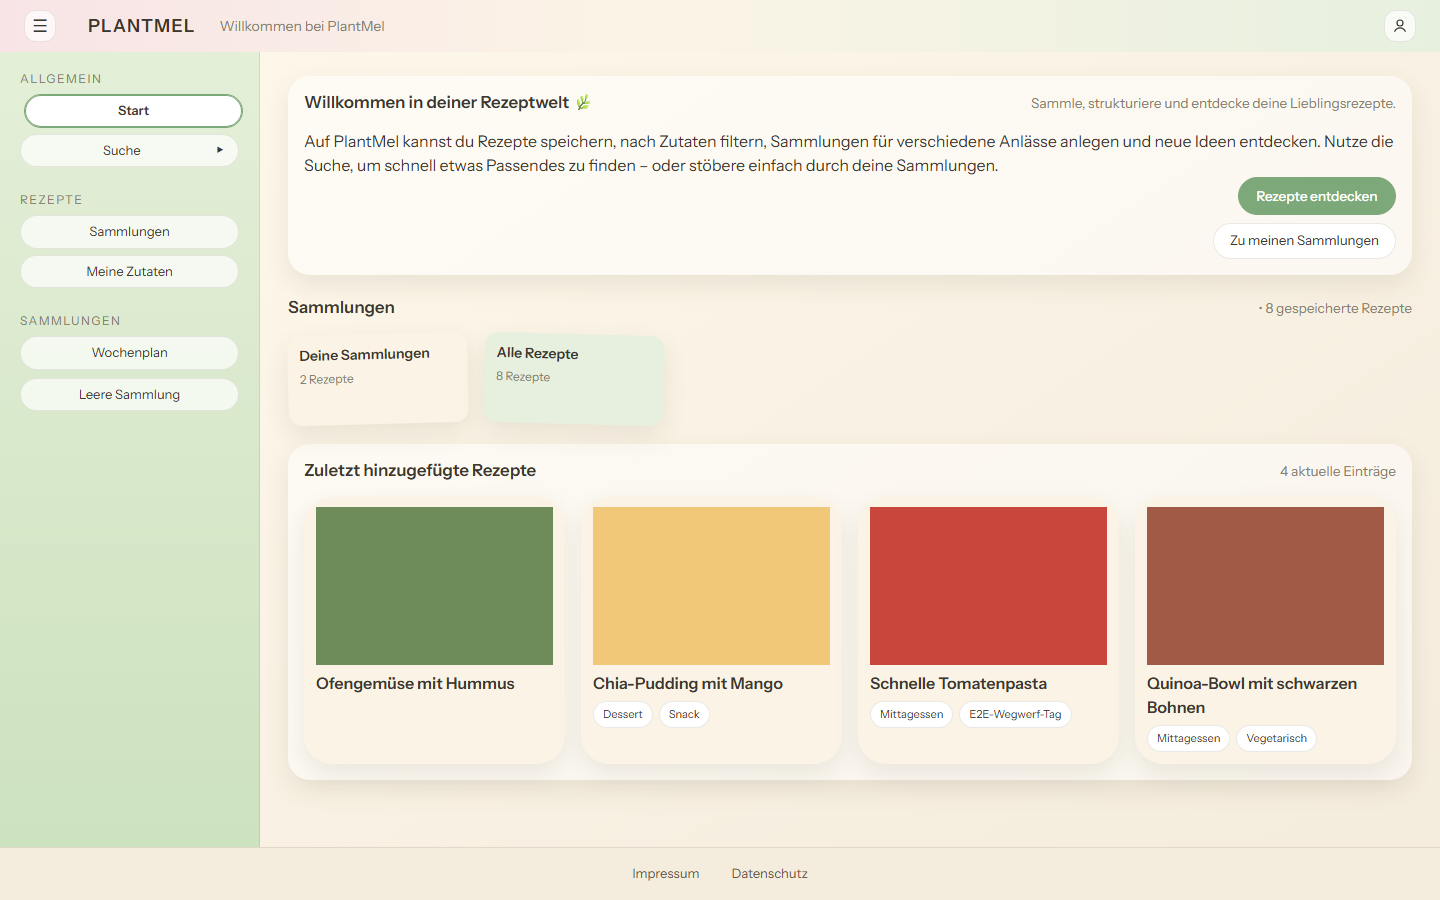 PLANTMEL
Willkommen bei PlantMel
ALLGEMEIN
Start
Suche
REZEPTE
Sammlungen
Meine Zutaten
SAMMLUNGEN
Wochenplan
Leere Sammlung
Willkommen in deiner Rezeptwelt
Sammle, strukturiere und entdecke deine Lieblingsrezepte.
Auf PlantMel kannst du Rezepte speichern, nach Zutaten filtern, Sammlungen für verschiedene Anlässe anlegen und neue Ideen entdecken. Nutze die
Suche, um schnell etwas Passendes zu finden – oder stöbere einfach durch deine Sammlungen.
Rezepte entdecken
Zu meinen Sammlungen
Sammlungen
• 8 gespeicherte Rezepte
Deine Sammlungen
2 Rezepte
Alle Rezepte
8 Rezepte
Zuletzt hinzugefügte Rezepte
4 aktuelle Einträge
Ofengemüse mit Hummus
Chia-Pudding mit Mango
Dessert Snack
Schnelle Tomatenpasta
Mittagessen E2E-Wegwerf-Tag
Quinoa-Bowl mit schwarzen
Bohnen
Mittagessen Vegetarisch
Impressum Datenschutz